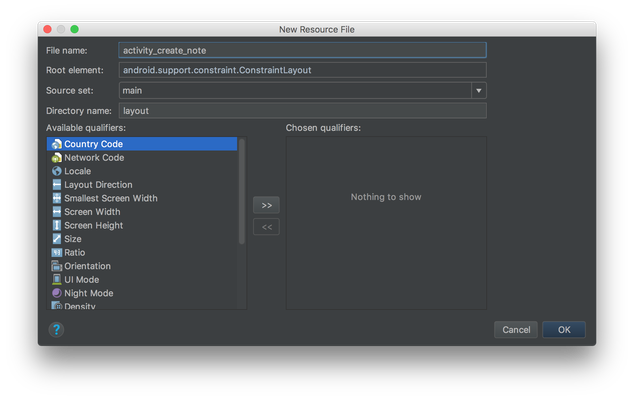 New Resource File
File name: activity_create_note
Root element: android.support.constraint.ConstraintLayout
Source set: main
Directory name: layout
Available qualifiers: Chosen qualifiers:
Country Code
Network Code
Locale
Layout Direction
Smallest Screen Width
Screen Width
Screen Height
Size
Ratio
Orientation
UI Mode
Night Mode
Density
Nothing to show
>>
<<
?
Cancel OK